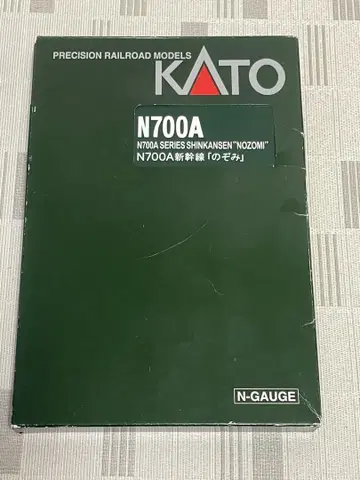 PRECISION RAILROAD MODELS
KATO
N700A
N700A SERIES SHINKANSEN "NOZOMI"
N700A新幹線「のぞみ」
N-GAUGE